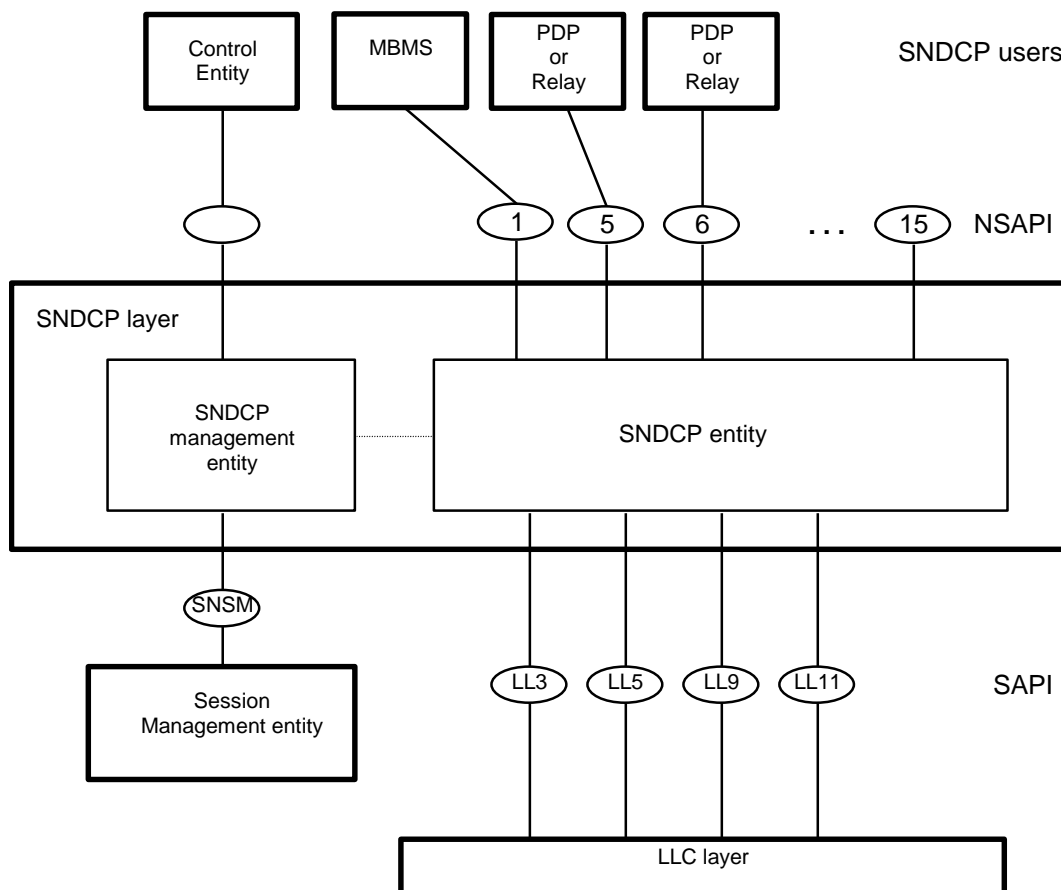 Control
Entity
MBMS
PDP
or
Relay
PDP
or
Relay
SNDCP users
1
5
6
. . .
15
NSAPI
SNDCP layer
SNDCP
management
entity
SNDCP entity
SNSM
LL3
LL5
LL9
LL11
SAPI
Session
Management entity
LLC layer